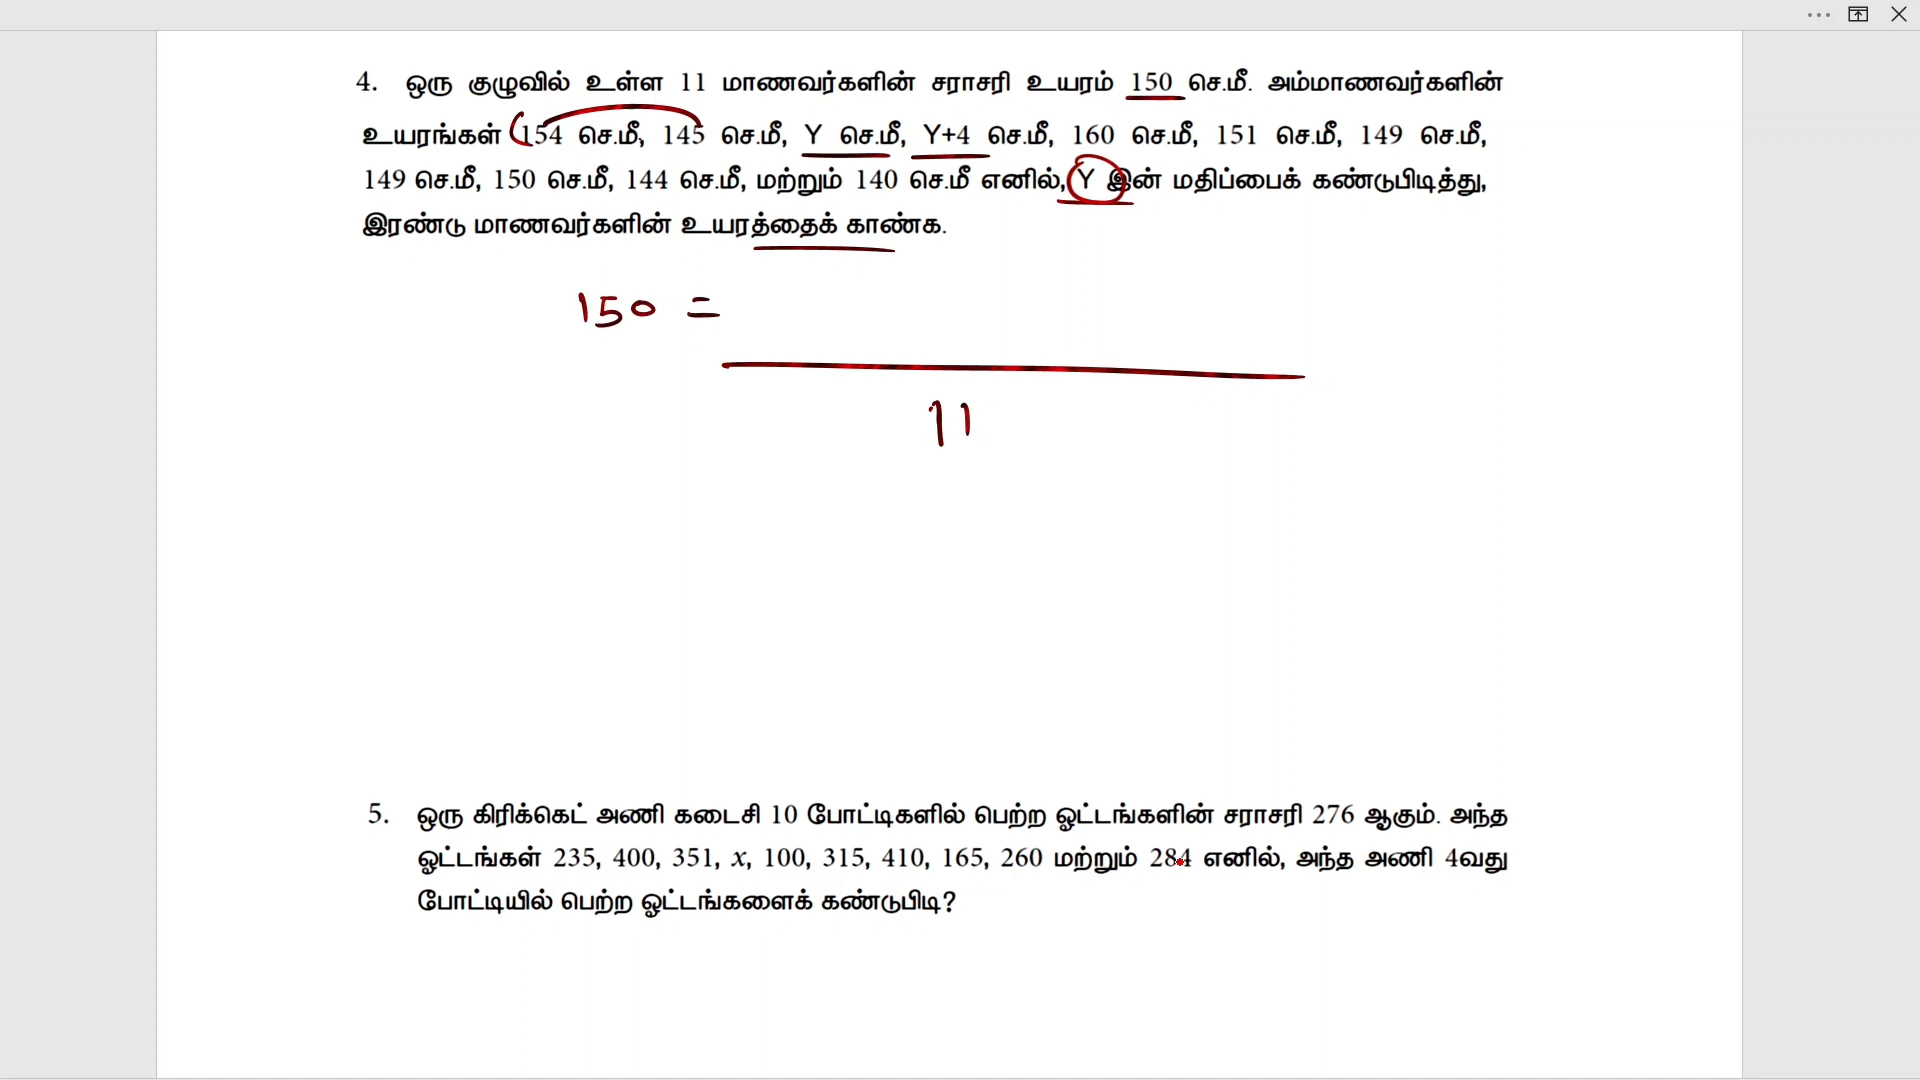 4. ஒரு குழுவில் உள்ள 11 மாணவர்களின் சராசரி உயரம் 150 செ.மீ. அம்மாணவர்களின்
உயரங்கள் 154 செ.மீ, 145 செ.மீ, Y செ.மீ, Y+4 செ.மீ, 160 செ.மீ, 151 செ.மீ, 149 செ.மீ,
149 செ.மீ, 150 செ.மீ, 144 செ.மீ, மற்றும் 140 செ.மீ எனில், Y இன் மதிப்பைக் கண்டுபிடித்து,
இரண்டு மாணவர்களின் உயரத்தைக் காண்க.
150 =
11
5. ஒரு கிரிக்கெட் அணி கடைசி 10 போட்டிகளில் பெற்ற ஓட்டங்களின் சராசரி 276 ஆகும். அந்த
ஓட்டங்கள் 235, 400, 351, x, 100, 315, 410, 165, 260 மற்றும் 284 எனில், அந்த அணி 4வது
போட்டியில் பெற்ற ஓட்டங்களைக் கண்டுபிடி?